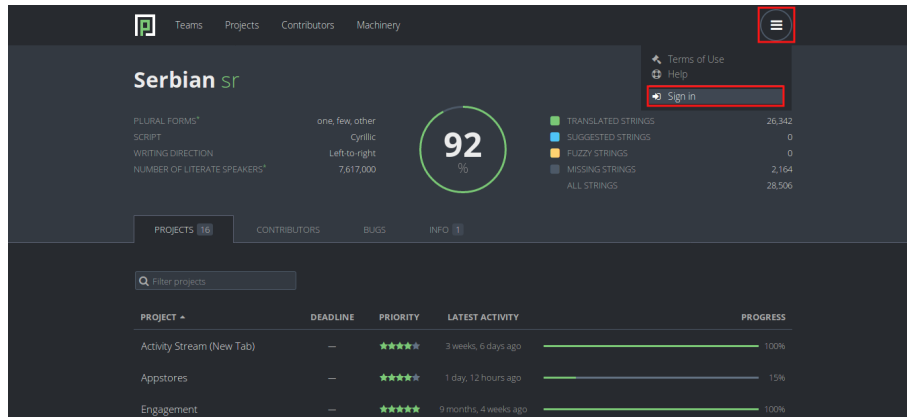 Teams Projects Contributors Machinery
Terms of Use
Help
Sign in
Serbian sr
PLURAL FORMS* one, few, other
SCRIPT Cyrillic
WRITING DIRECTION Left-to-right
NUMBER OF LITERATE SPEAKERS* 7,617,000
92
%
TRANSLATED STRINGS 26,342
SUGGESTED STRINGS 0
FUZZY STRINGS 0
MISSING STRINGS 2,164
ALL STRINGS 28,506
PROJECTS 16 CONTRIBUTORS BUGS INFO 1
Filter projects
PROJECT DEADLINE PRIORITY LATEST ACTIVITY PROGRESS
Activity Stream (New Tab) — 3 weeks, 6 days ago 100%
Appstores — 1 day, 12 hours ago 15%
Engagement — 9 months, 4 weeks ago 100%